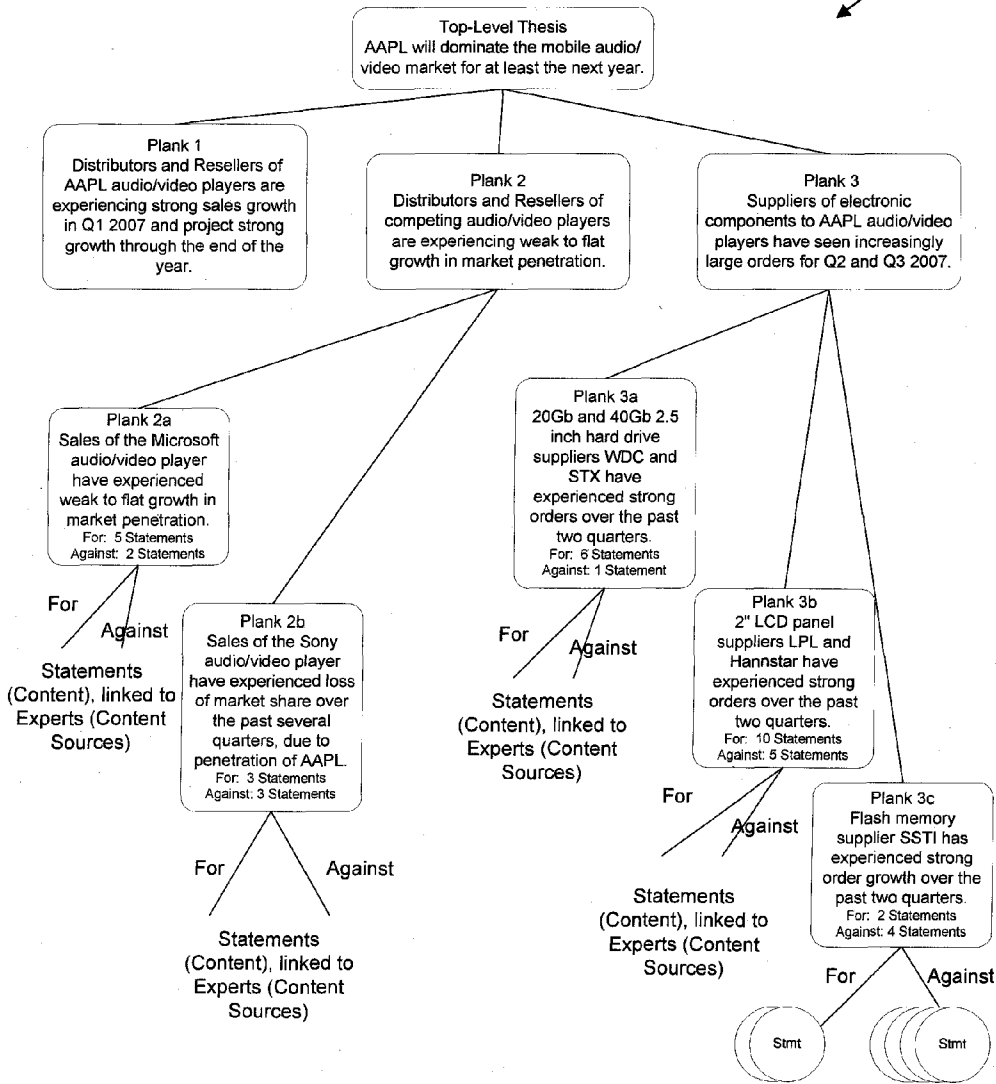 Top-Level Thesis
AAPL will dominate the mobile audio/
video market for at least the next year.
Plank 1
Distributors and Resellers of
AAPL audio/video players are
experiencing strong sales growth
in Q1 2007 and project strong
growth through the end of the
year.
Plank 2
Distributors and Resellers of
competing audio/video players
are experiencing weak to flat
growth in market penetration.
Plank 3
Suppliers of electronic
components to AAPL audio/video
players have seen increasingly
large orders for Q2 and Q3 2007.
Plank 2a
Sales of the Microsoft
audio/video player
have experienced
weak to flat growth in
market penetration.
For: 5 Statements
Against: 2 Statements
For
Against
Statements
(Content), linked to
Experts (Content
Sources)
Plank 2b
Sales of the Sony
audio/video player
have experienced loss
of market share over
the past several
quarters, due to
penetration of AAPL.
For: 3 Statements
Against: 3 Statements
For
Against
Statements
(Content), linked to
Experts (Content
Sources)
Plank 3a
20Gb and 40Gb 2.5
inch hard drive
suppliers WDC and
STX have
experienced strong
orders over the past
two quarters.
For: 6 Statements
Against: 1 Statement
For
Against
Statements
(Content), linked to
Experts (Content
Sources)
Plank 3b
2" LCD panel
suppliers LPL and
Hannstar have
experienced strong
orders over the past
two quarters.
For: 10 Statements
Against: 5 Statements
For
Against
Statements
(Content), linked to
Experts (Content
Sources)
Plank 3c
Flash memory
supplier SSTI has
experienced strong
order growth over the
past two quarters.
For: 2 Statements
Against: 4 Statements
For
Against
Stmt
Stmt